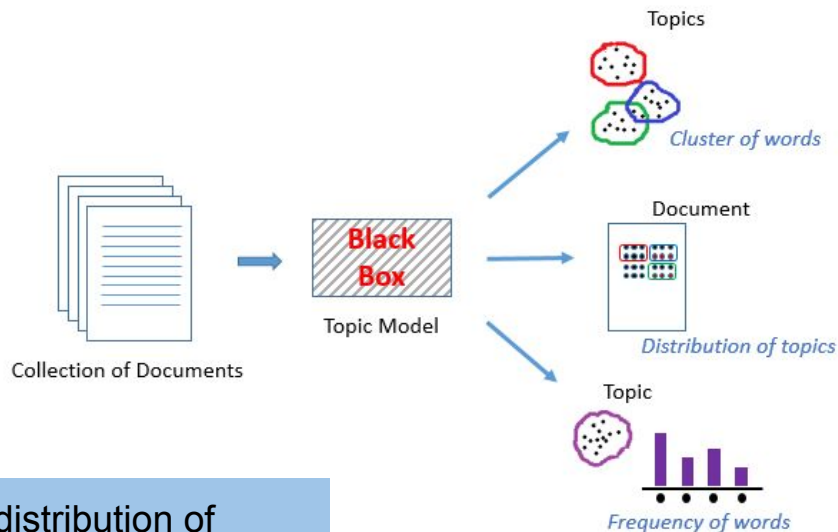 Topics
Cluster of words
Document
Black
Box
Topic Model
Distribution of topics
Collection of Documents
Topic
distribution of
Frequency of words